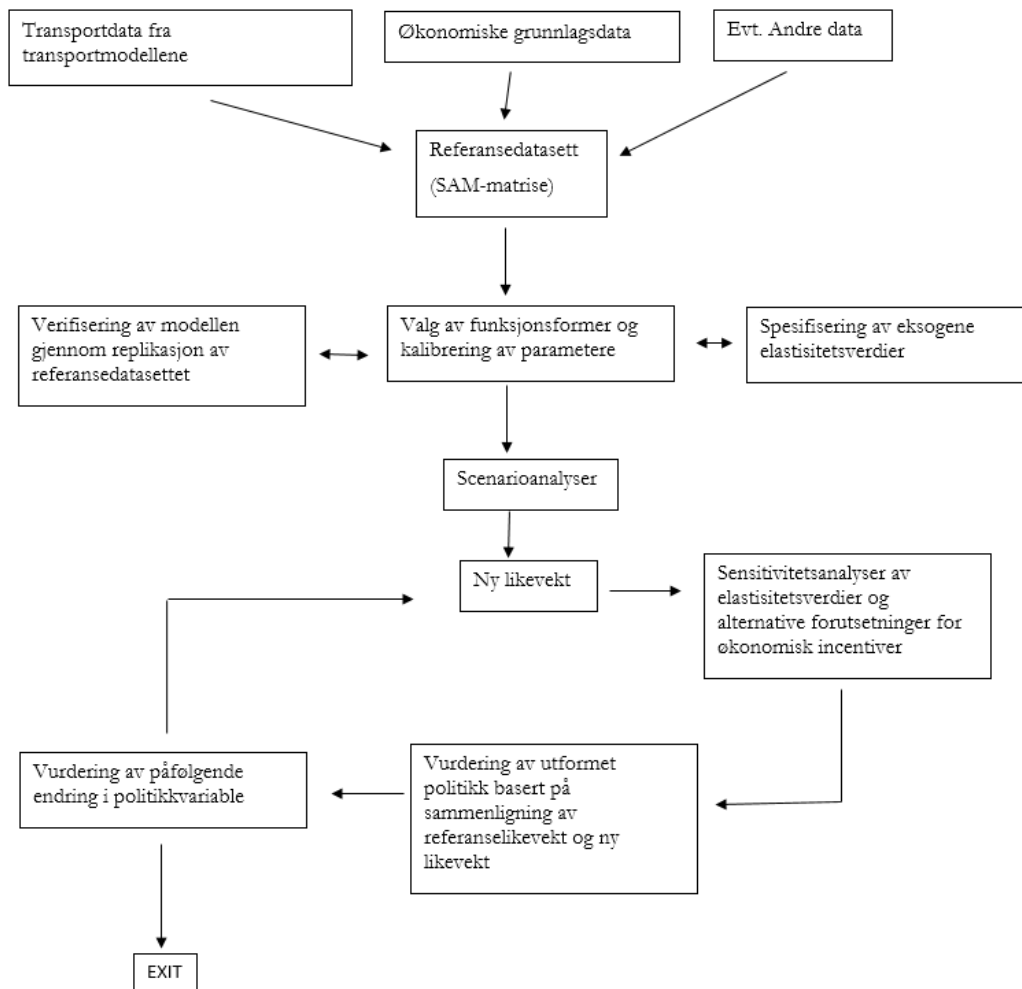 Transportdata fra
transportmodellene
Økonomiske grunnlagsdata
Evt. Andre data
Referansedatasett
(SAM-matrise)
Verifisering av modellen
gjennom replikasjon av
referansedatasettet
Valg av funksjonsformer og
kalibrering av parametere
Spesifisering av eksogene
elastisitetsverdier
Scenarioanalyser
Ny likevekt
Sensitivitetsanalyser av
elastisitetsverdier og
alternative forutsetninger for
økonomisk incentiver
Vurdering av påfølgende
endring i politikkvariable
Vurdering av utformet
politikk basert på
sammenligning av
referanselikevekt og ny
likevekt
EXIT